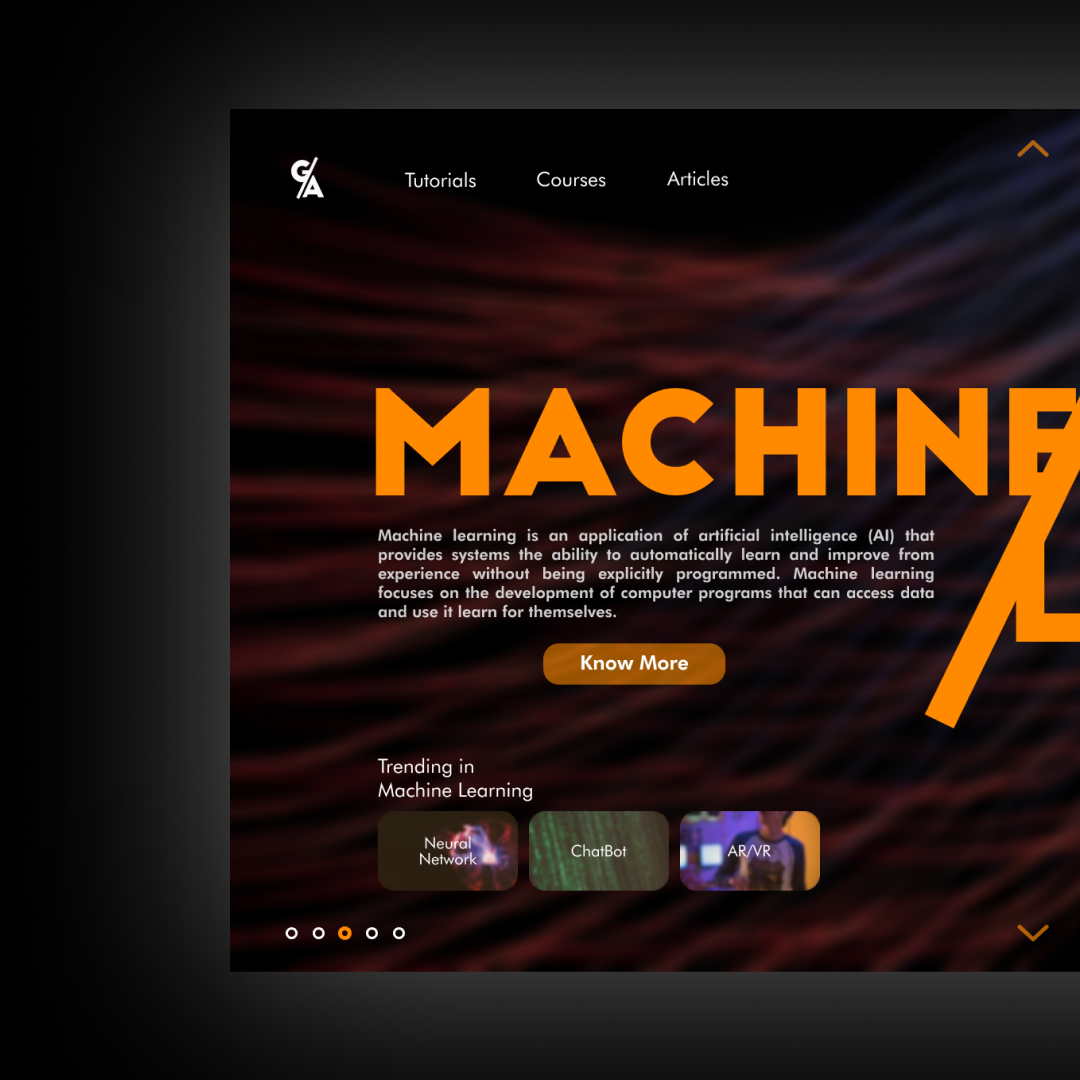 G/A
Tutorials Courses Articles
MACHINE
L
Machine learning is an application of artificial intelligence (AI) that
provides systems the ability to automatically learn and improve from
experience without being explicitly programmed. Machine learning
focuses on the development of computer programs that can access data
and use it learn for themselves.
Know More
Trending in
Machine Learning
Neural
Network
ChatBot
AR/VR